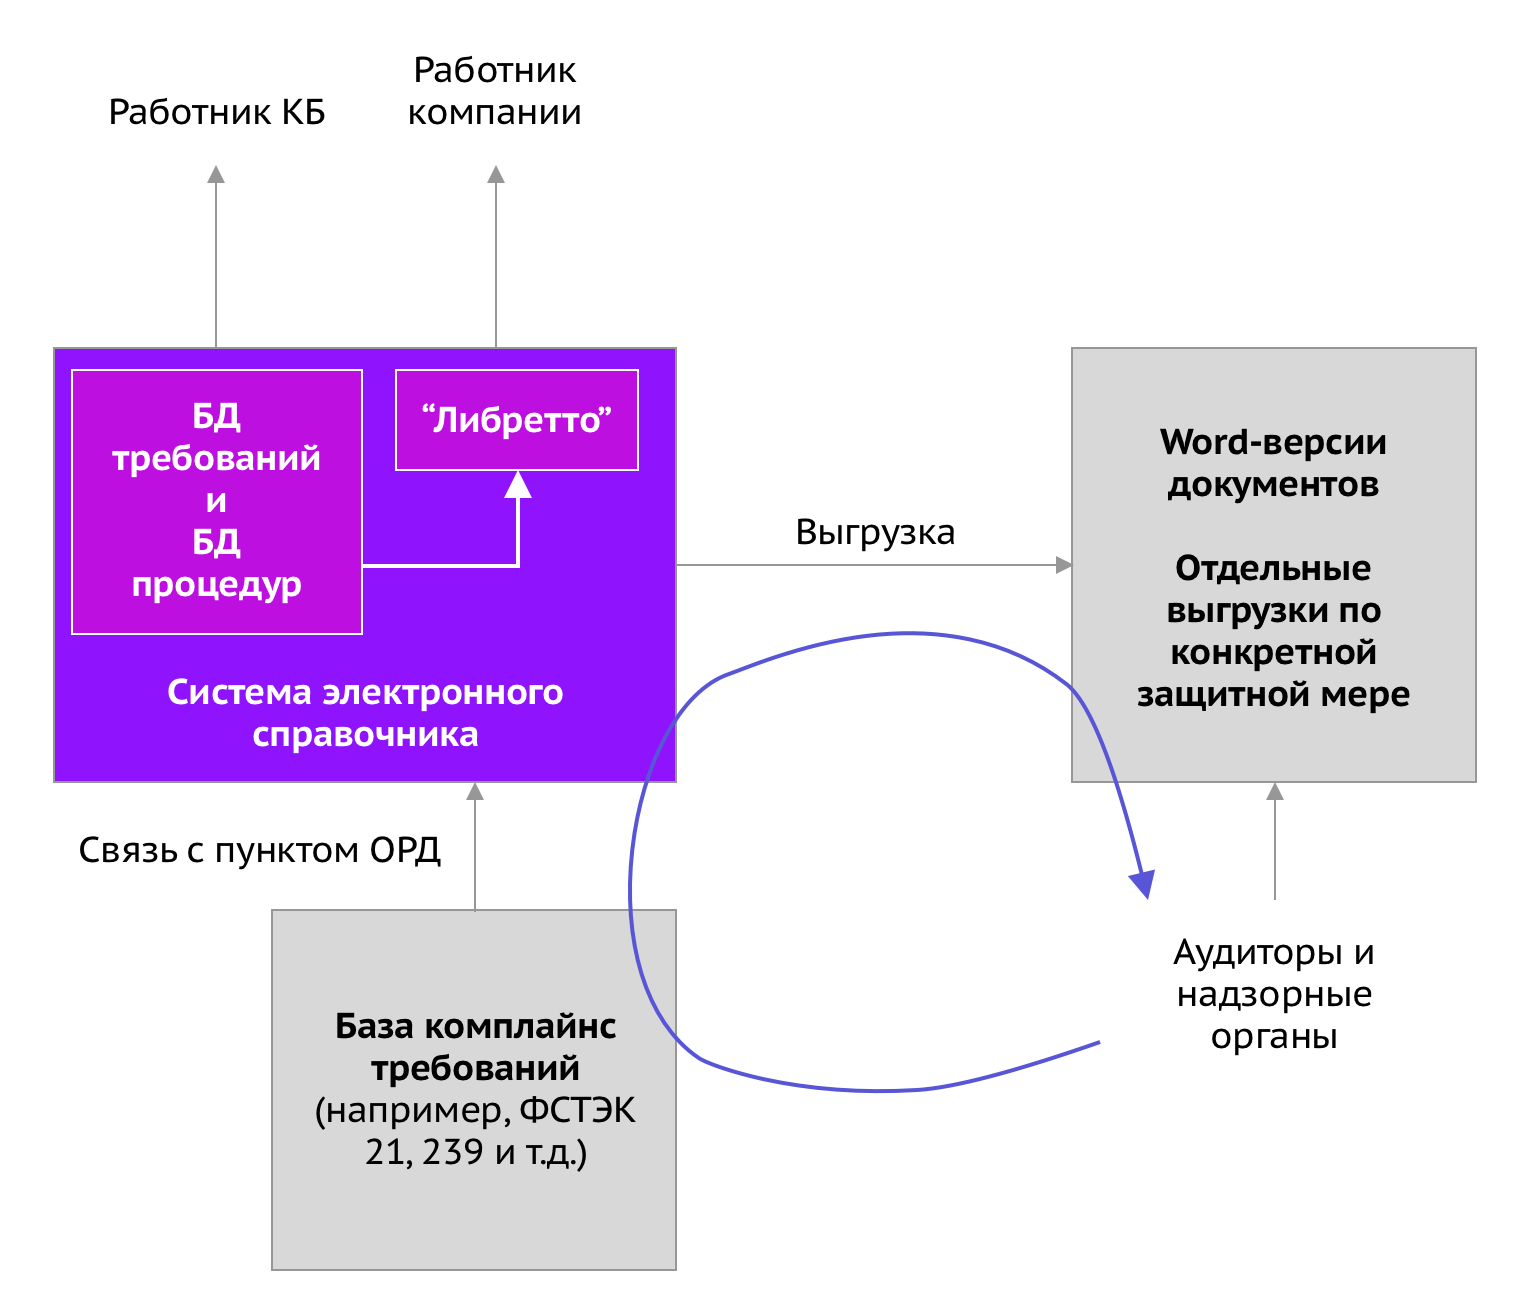 Работник КБ
Работник
компании
БД
требований
и
БД
процедур
“Либретто”
Система электронного
справочника
Выгрузка
Word-версии
документов
Отдельные
выгрузки по
конкретной
защитной мере
Связь с пунктом ОРД
База комплайнс
требований
(например, ФСТЭК
21, 239 и т.д.)
Аудиторы и
надзорные
органы